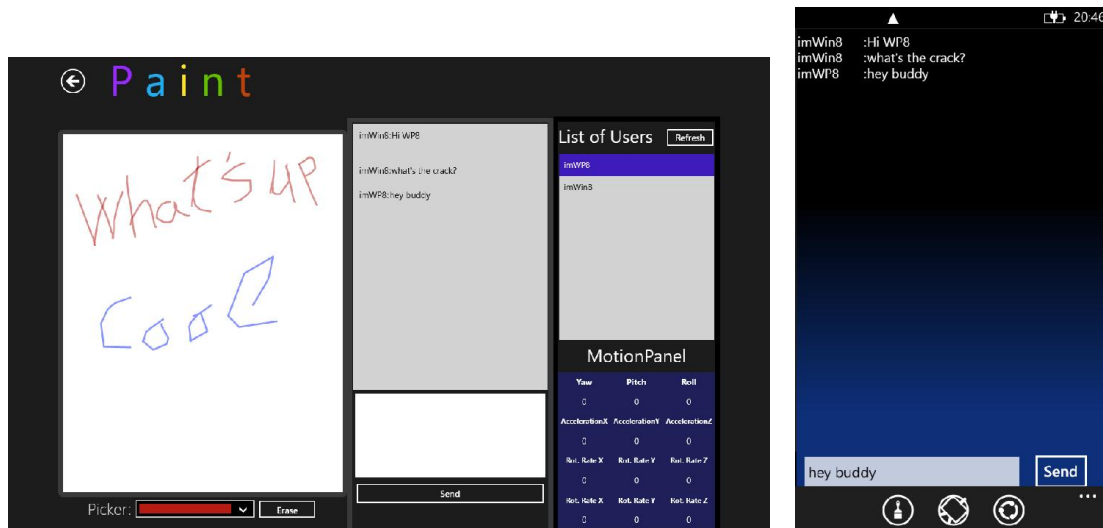 Paint
What's up
Cool
Picker:
Erase
imWin8:Hi WP8
imWin8:what's the crack?
imWP8:hey buddy
Send
List of Users Refresh
imWP8
imWin8
MotionPanel
Yaw Pitch Roll
0 0 0
AccelerationX AccelerationY AccelerationZ
0 0 0
Rot. Rate X Rot. Rate Y Rot. Rate Z
0 0 0
Rot. Rate X Rot. Rate Y Rot. Rate Z
0 0 0
20:46
imWin8 :Hi WP8
imWin8 :what's the crack?
imWP8 :hey buddy
hey buddy Send
...